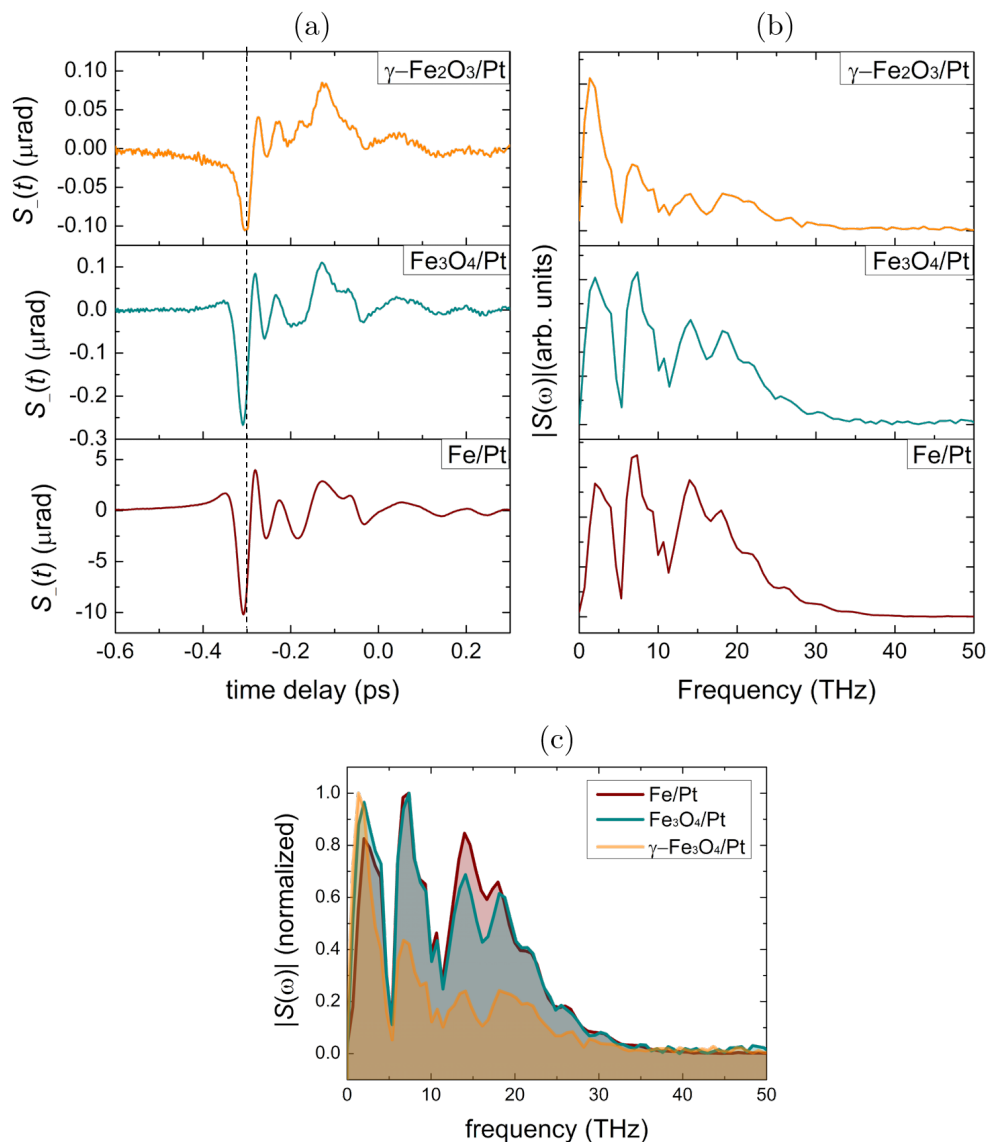 (a)
γ−Fe2O3/Pt
S_(t) (μrad)
0.10
0.05
0.00
-0.05
-0.10
Fe3O4/Pt
S_(t) (μrad)
0.1
0.0
-0.1
-0.2
-0.3
Fe/Pt
S_(t) (μrad)
5
0
-5
-10
-0.6 -0.4 -0.2 0.0 0.2
time delay (ps)
(b)
γ−Fe2O3/Pt
Fe3O4/Pt
Fe/Pt
|S(ω)|(arb. units)
0 10 20 30 40 50
Frequency (THz)
(c)
|S(ω)| (normalized)
1.0
0.8
0.6
0.4
0.2
0.0
Fe/Pt
Fe3O4/Pt
γ−Fe3O4/Pt
0 10 20 30 40 50
frequency (THz)